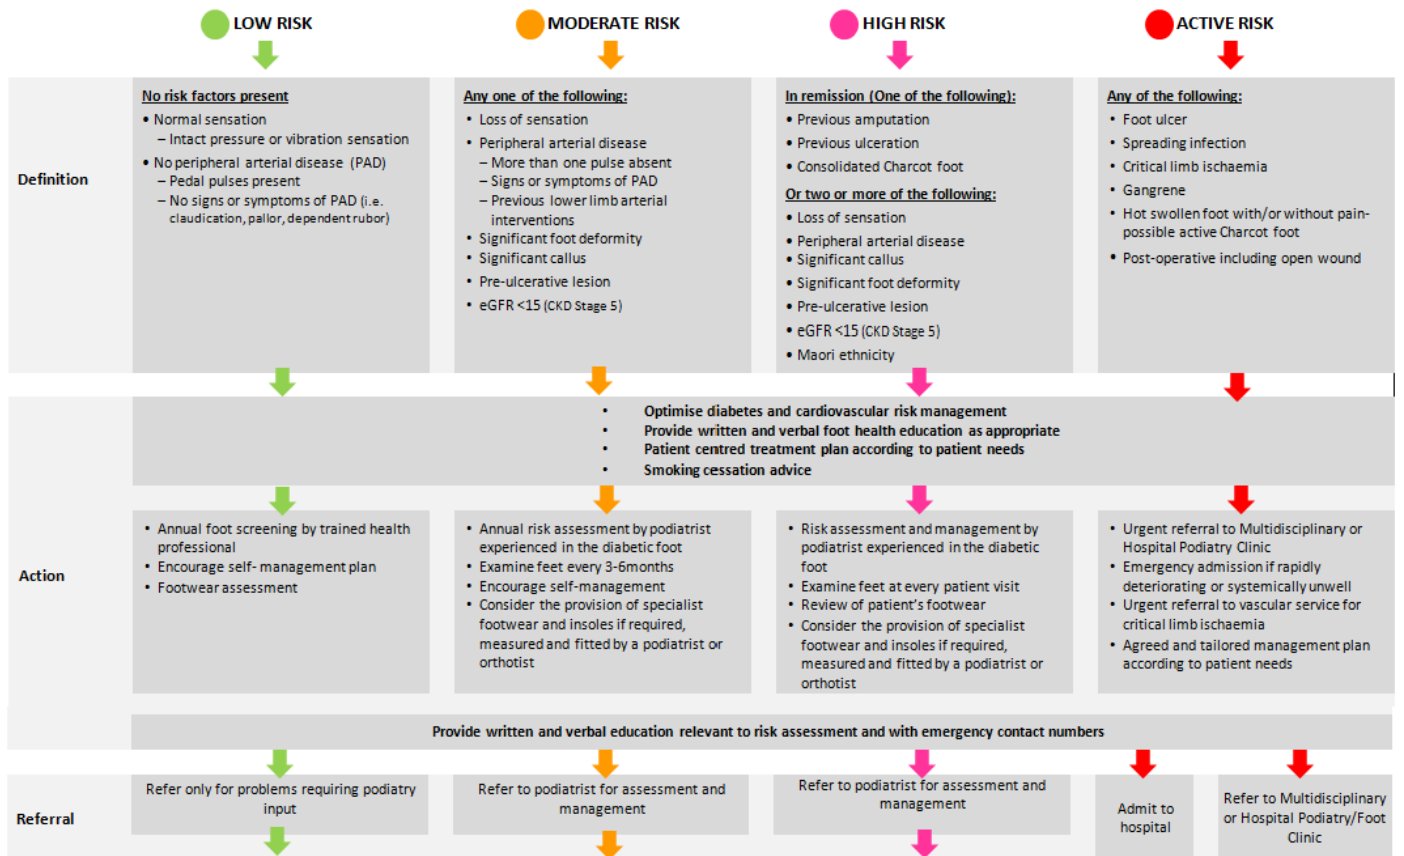 LOW RISK
MODERATE RISK
HIGH RISK
ACTIVE RISK
Definition
No risk factors present
• Normal sensation
– Intact pressure or vibration sensation
• No peripheral arterial disease (PAD)
– Pedal pulses present
– No signs or symptoms of PAD (i.e.
claudication, pallor, dependent rubor)
Any one of the following:
• Loss of sensation
• Peripheral arterial disease
– More than one pulse absent
– Signs or symptoms of PAD
– Previous lower limb arterial
interventions
• Significant foot deformity
• Significant callus
• Pre-ulcerative lesion
• eGFR <15 (CKD Stage 5)
In remission (One of the following):
• Previous amputation
• Previous ulceration
• Consolidated Charcot foot
Or two or more of the following:
• Loss of sensation
• Peripheral arterial disease
• Significant callus
• Significant foot deformity
• Pre-ulcerative lesion
• eGFR <15 (CKD Stage 5)
• Maori ethnicity
Any of the following:
• Foot ulcer
• Spreading infection
• Critical limb ischaemia
• Gangrene
• Hot swollen foot with/or without pain-
possible active Charcot foot
• Post-operative including open wound
• Optimise diabetes and cardiovascular risk management
• Provide written and verbal foot health education as appropriate
• Patient centred treatment plan according to patient needs
• Smoking cessation advice
Action
• Annual foot screening by trained health
professional
• Encourage self- management plan
• Footwear assessment
• Annual risk assessment by podiatrist
experienced in the diabetic foot
• Examine feet every 3-6months
• Encourage self-management
• Consider the provision of specialist
footwear and insoles if required,
measured and fitted by a podiatrist or
orthotist
• Risk assessment and management by
podiatrist experienced in the diabetic
foot
• Examine feet at every patient visit
• Review of patient's footwear
• Consider the provision of specialist
footwear and insoles if required,
measured and fitted by a podiatrist or
orthotist
• Urgent referral to Multidisciplinary or
Hospital Podiatry Clinic
• Emergency admission if rapidly
deteriorating or systemically unwell
• Urgent referral to vascular service for
critical limb ischaemia
• Agreed and tailored management plan
according to patient needs
Provide written and verbal education relevant to risk assessment and with emergency contact numbers
Referral
Refer only for problems requiring podiatry
input
Refer to podiatrist for assessment and
management
Refer to podiatrist for assessment and
management
Admit to
hospital
Refer to Multidisciplinary
or Hospital Podiatry/Foot
Clinic